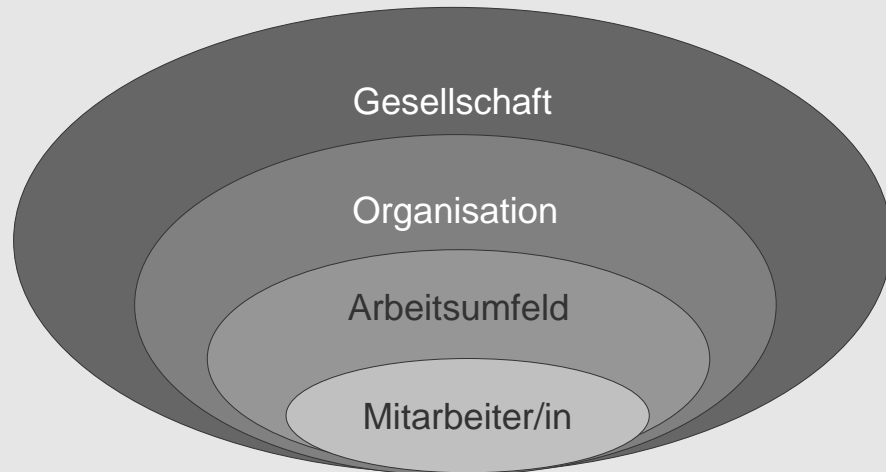 Gesellschaft
Organisation
Arbeitsumfeld
Mitarbeiter/in